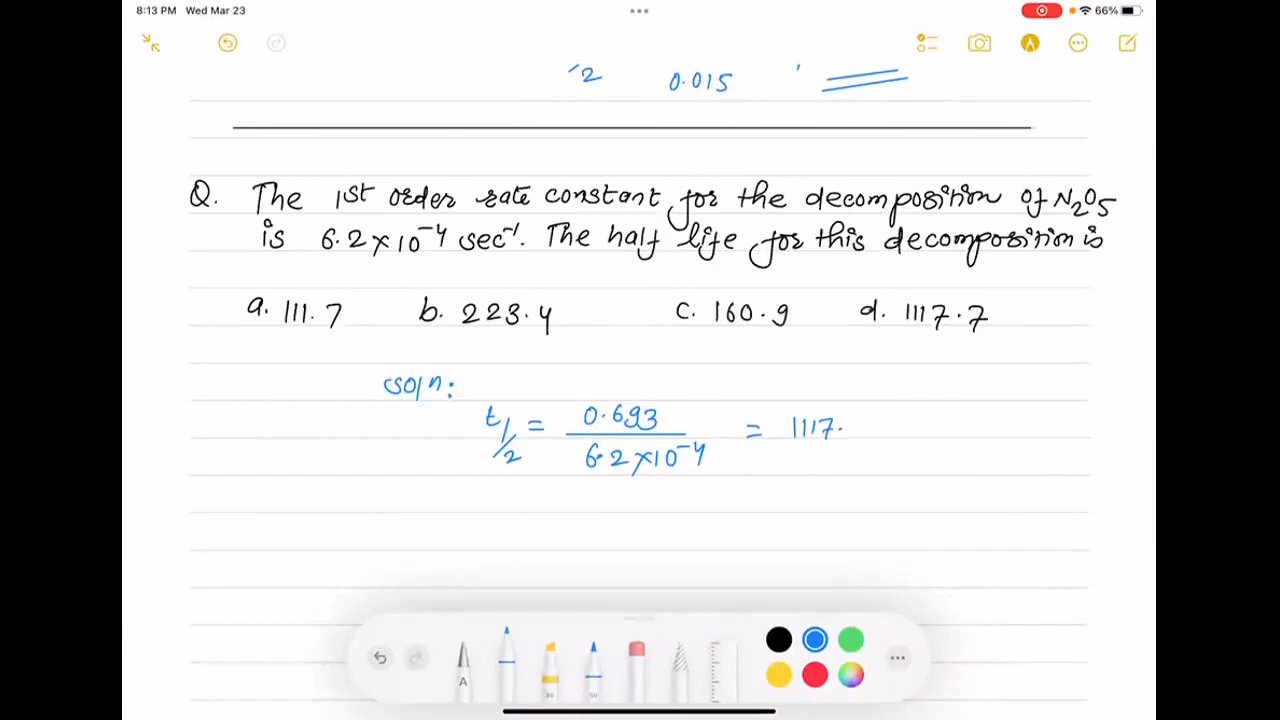 8:13 PM Wed Mar 23
66%
0.015
Q. The 1st order rate constant for the decomposition of N₂O₅
is 6.2×10⁻⁴ sec⁻¹. The half life for this decomposition is
a. 111.7 b. 223.4 c. 160.9 d. 1117.7
soln:
t1/2 = 0.693 / 6.2×10⁻⁴ = 1117.
A
80
50